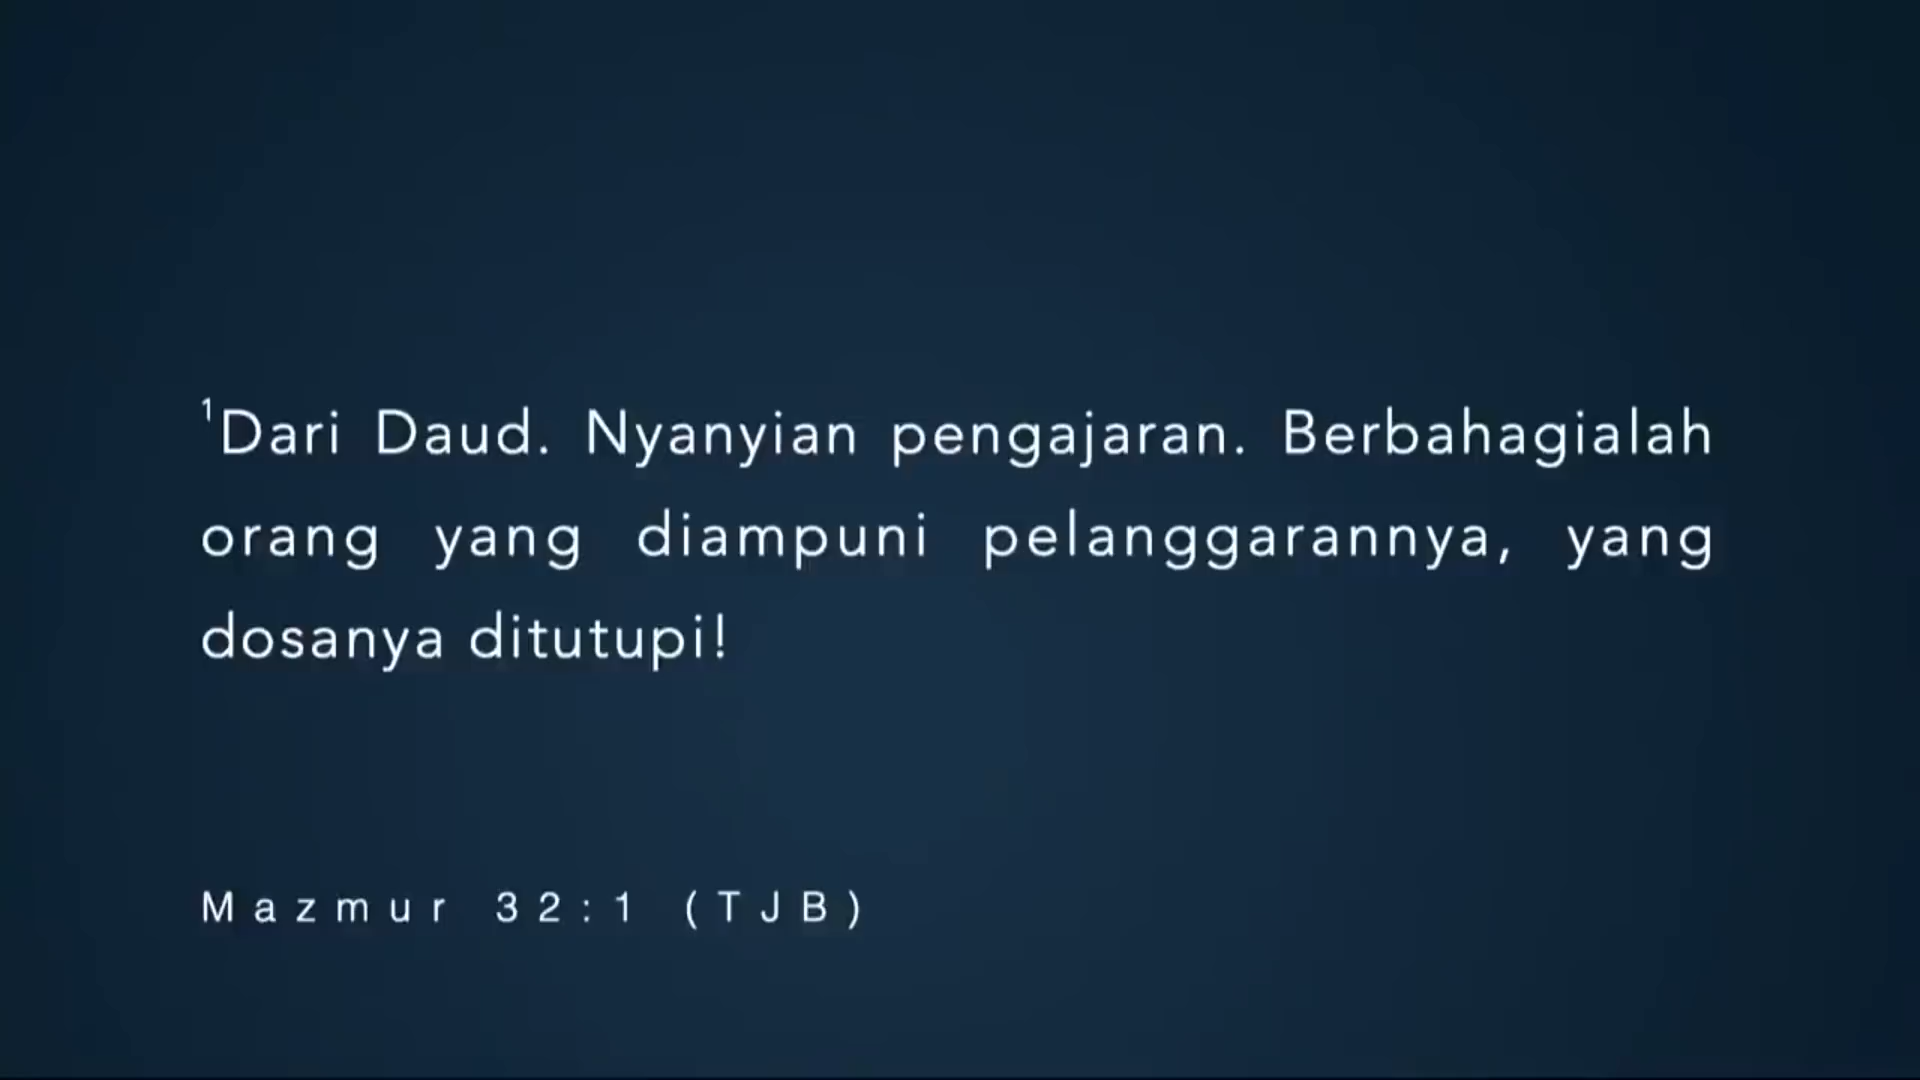 ¹Dari Daud. Nyanyian pengajaran. Berbahagialah
orang yang diampuni pelanggarannya, yang
dosanya ditutupi!
Mazmur 32:1 (TJB)